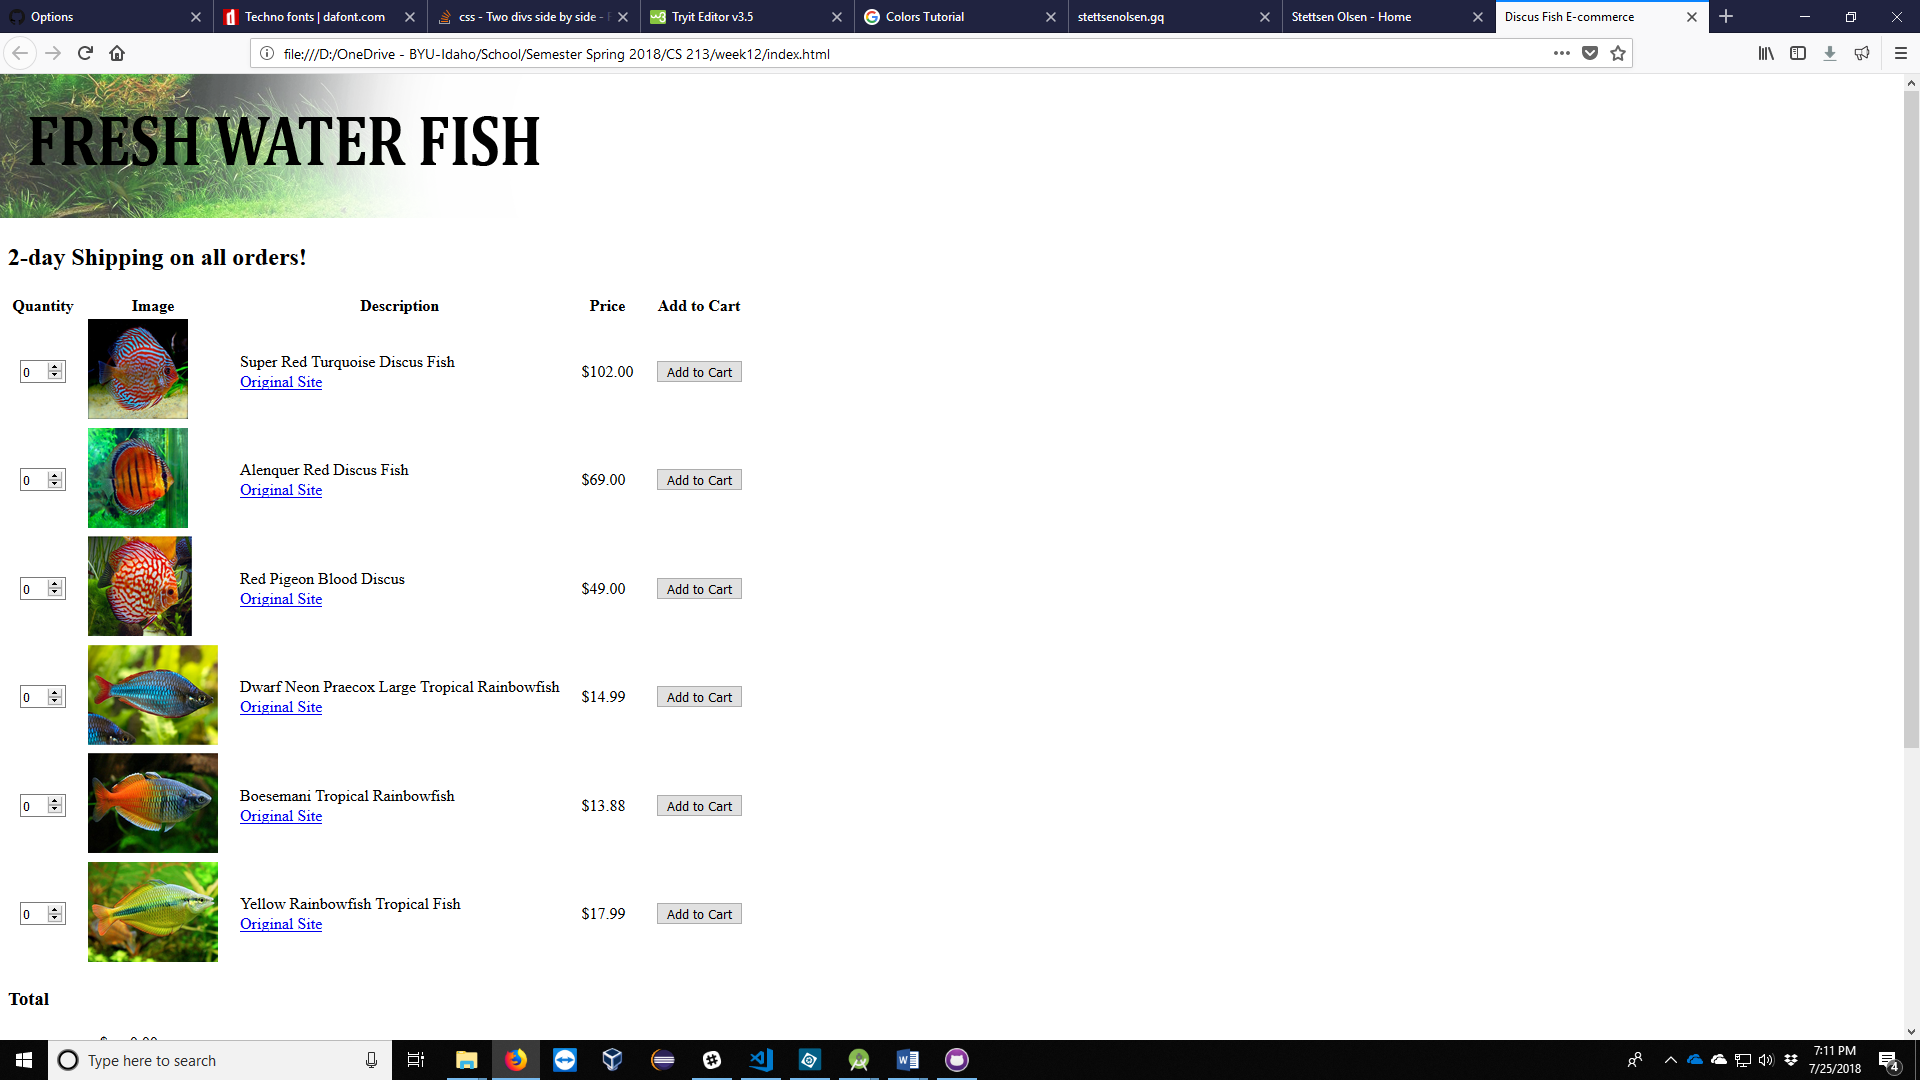 Options
Techno fonts | dafont.com
css - Two divs side by side -
Tryit Editor v3.5
Colors Tutorial
stettsenolsen.gq
Stettsen Olsen - Home
Discus Fish E-commerce
file:///D:/OneDrive - BYU-Idaho/School/Semester Spring 2018/CS 213/week12/index.html
FRESH WATER FISH
2-day Shipping on all orders!
Quantity Image Description Price Add to Cart
0 Super Red Turquoise Discus Fish $102.00 Add to Cart
Original Site
0 Alenquer Red Discus Fish $69.00 Add to Cart
Original Site
0 Red Pigeon Blood Discus $49.00 Add to Cart
Original Site
0 Dwarf Neon Praecox Large Tropical Rainbowfish $14.99 Add to Cart
Original Site
0 Boesemani Tropical Rainbowfish $13.88 Add to Cart
Original Site
0 Yellow Rainbowfish Tropical Fish $17.99 Add to Cart
Original Site
Total
Type here to search
7:11 PM
7/25/2018
4